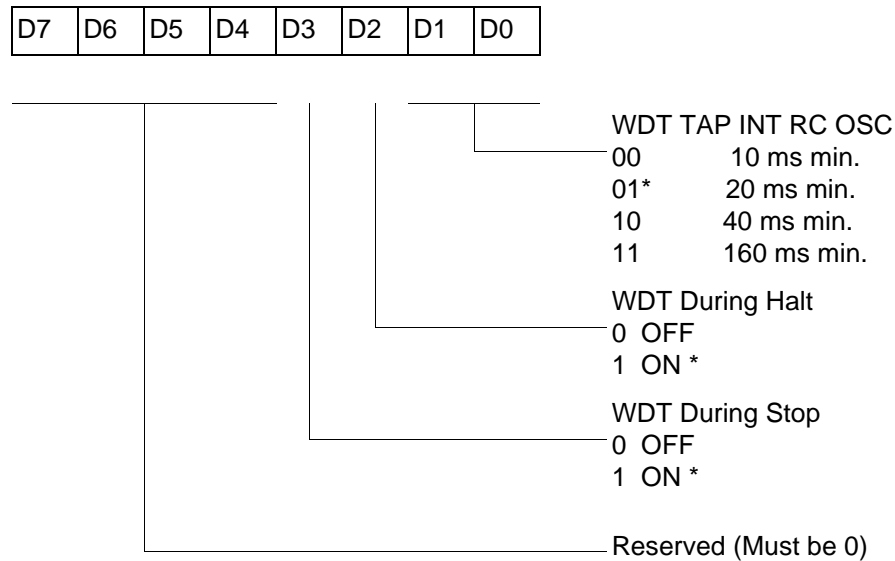 D7 D6 D5 D4 D3 D2 D1 D0
WDT TAP INT RC OSC
00 10 ms min.
01* 20 ms min.
10 40 ms min.
11 160 ms min.
WDT During Halt
0 OFF
1 ON *
WDT During Stop
0 OFF
1 ON *
Reserved (Must be 0)